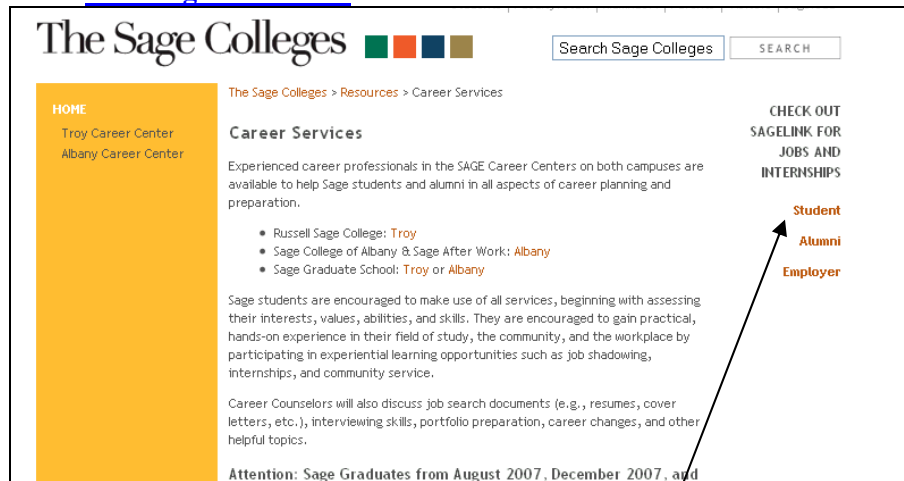 The Sage Colleges
Search Sage Colleges
SEARCH
HOME
Troy Career Center
Albany Career Center
The Sage Colleges > Resources > Career Services
Career Services
Experienced career professionals in the SAGE Career Centers on both campuses are
available to help Sage students and alumni in all aspects of career planning and
preparation.
Russell Sage College: Troy
Sage College of Albany & Sage After Work: Albany
Sage Graduate School: Troy or Albany
Sage students are encouraged to make use of all services, beginning with assessing
their interests, values, abilities, and skills. They are encouraged to gain practical,
hands-on experience in their field of study, the community, and the workplace by
participating in experiential learning opportunities such as job shadowing,
internships, and community service.
Career Counselors will also discuss job search documents (e.g., resumes, cover
letters, etc.), interviewing skills, portfolio preparation, career changes, and other
helpful topics.
Attention: Sage Graduates from August 2007, December 2007, and
CHECK OUT
SAGELINK FOR
JOBS AND
INTERNSHIPS
Student
Alumni
Employer